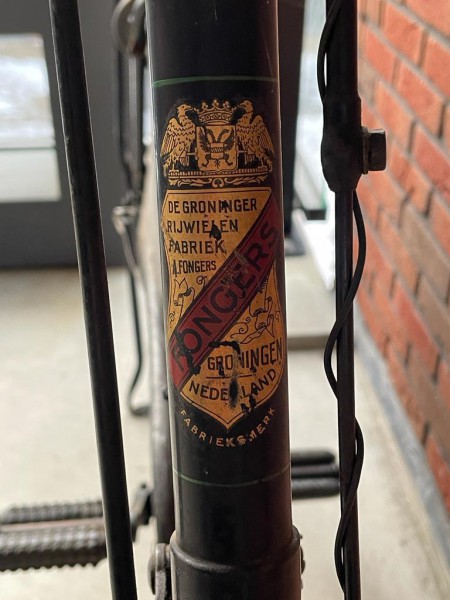 DE GRONINGER
RIJWIELEN
FABRIEK
A. FONGERS
FONGERS
GRONINGEN
NEDERLAND
FABRIEKSMERK